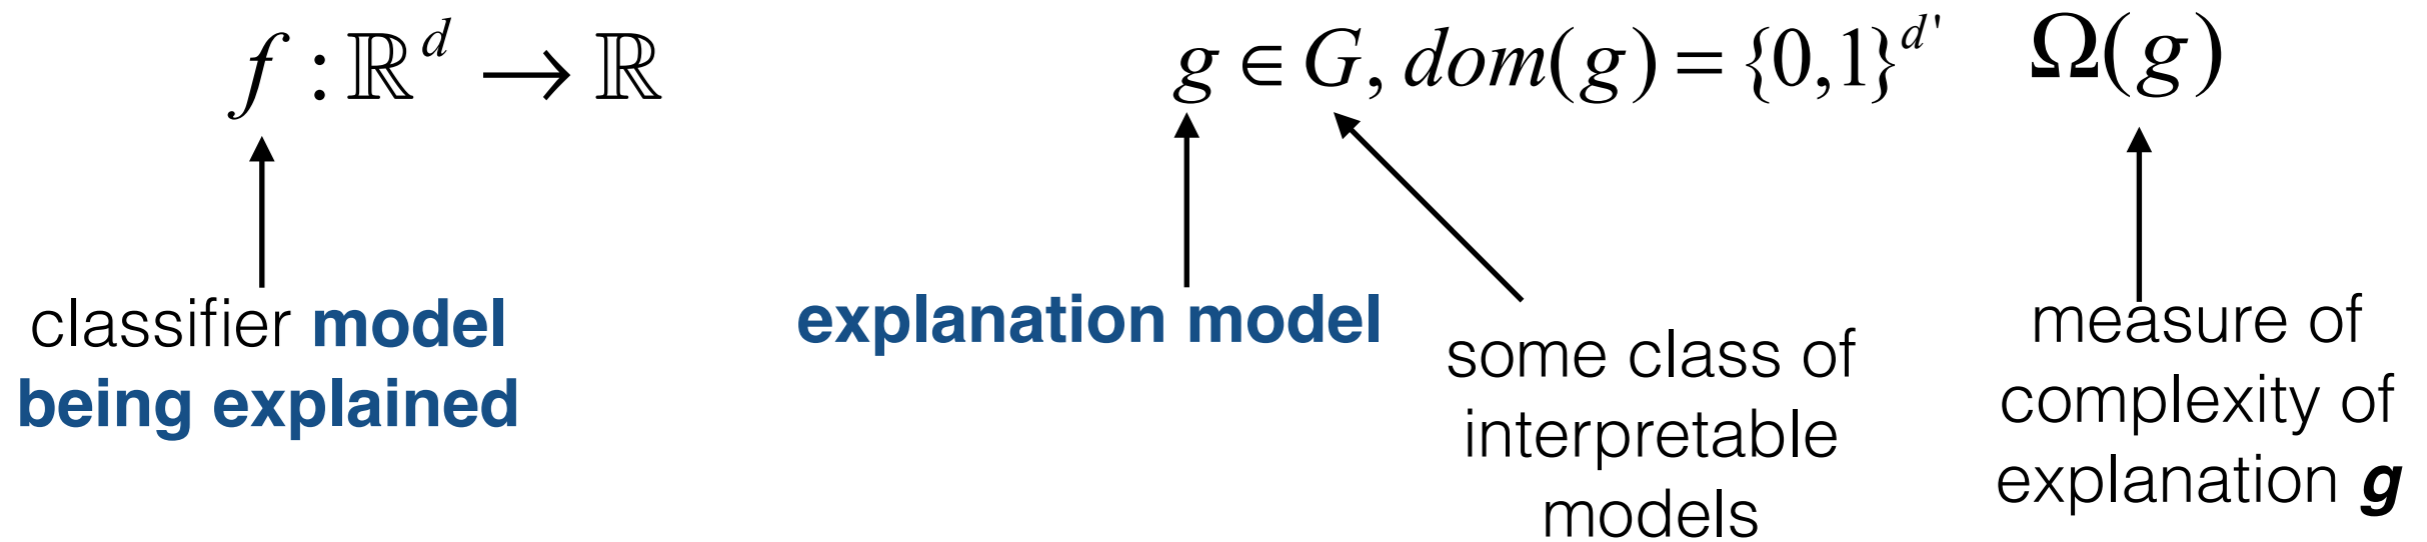 f : ℝ^d → ℝ
g ∈ G, dom(g) = {0,1}^d'
Ω(g)
classifier model
being explained
explanation model
some class of
interpretable
models
measure of
complexity of
explanation g